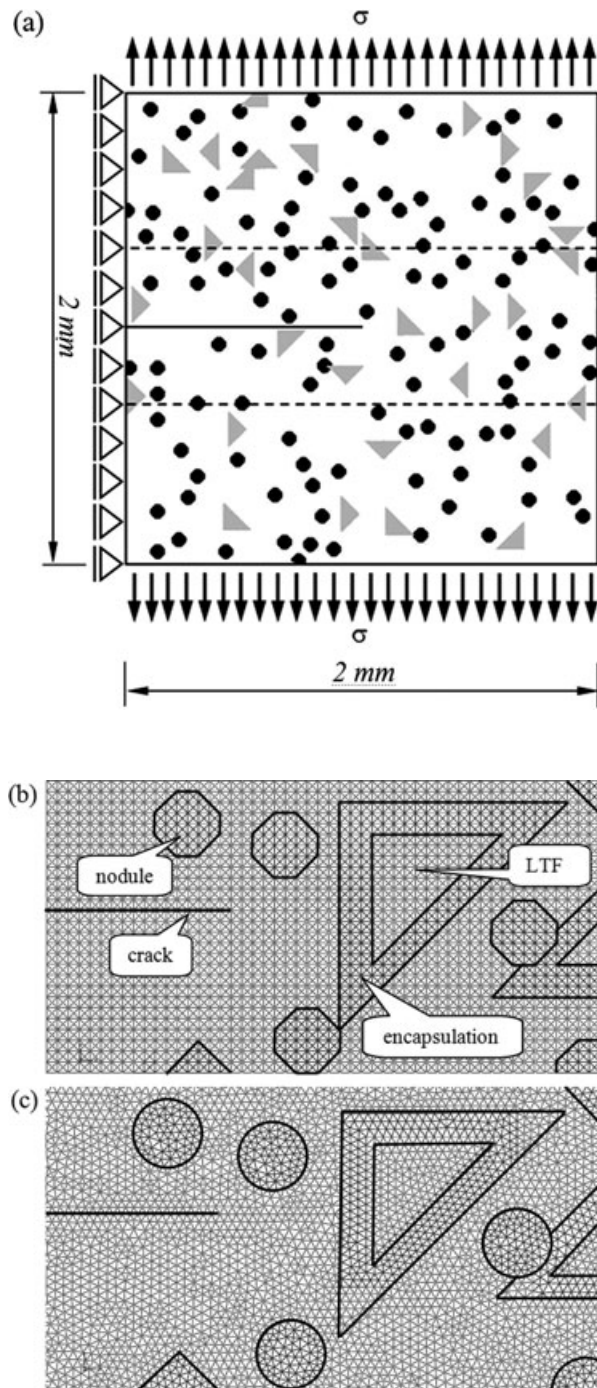 (a)
σ
2 mm
σ
2 mm
(b)
nodule
LTF
crack
encapsulation
(c)